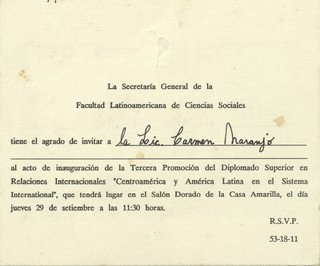 La Secretaría General de la
Facultad Latinoamericana de Ciencias Sociales
tiene el agrado de invitar a la Lic. Carmen Naranjo
al acto de inauguración de la Tercera Promoción del Diplomado Superior en
Relaciones Internacionales "Centroamérica y América Latina en el Sistema
Internacional", que tendrá lugar en el Salón Dorado de la Casa Amarilla, el día
jueves 29 de setiembre a las 11:30 horas.
R.S.V.P.
53-18-11